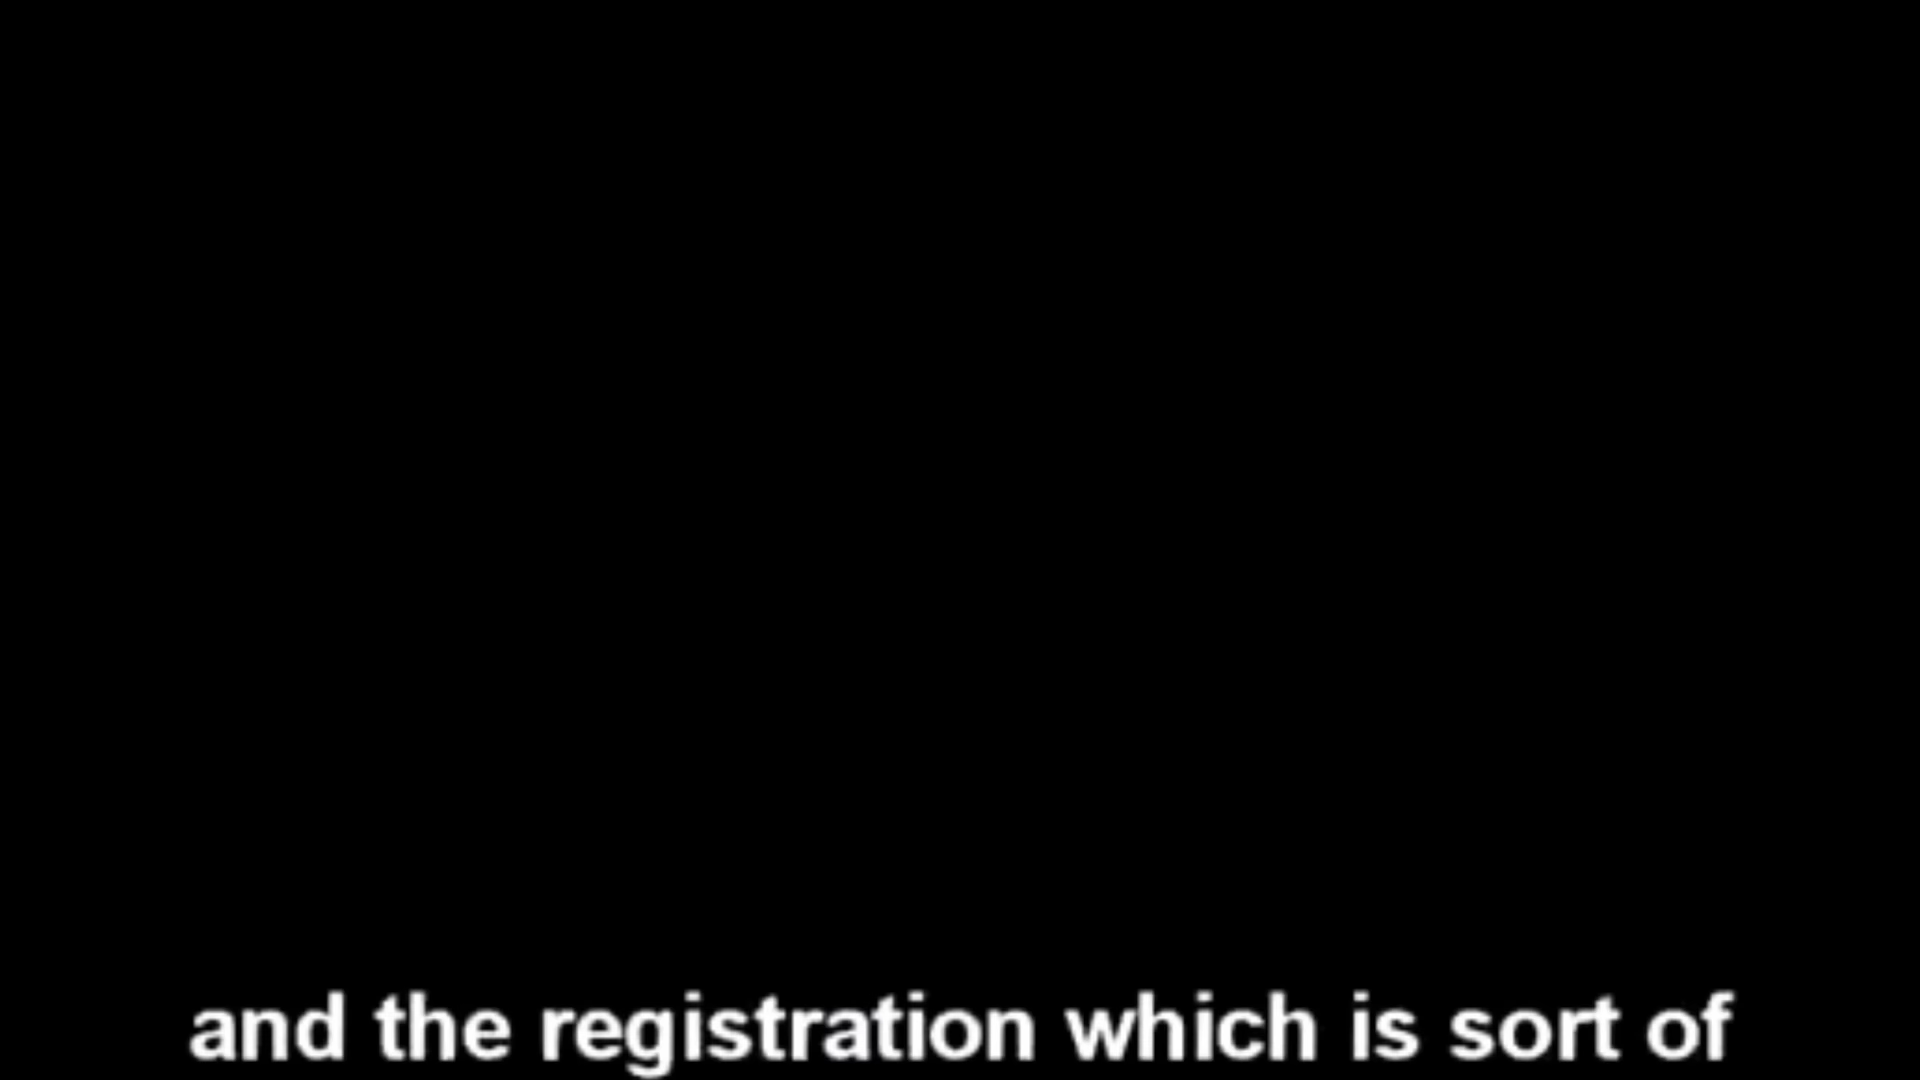 and the registration which is sort of